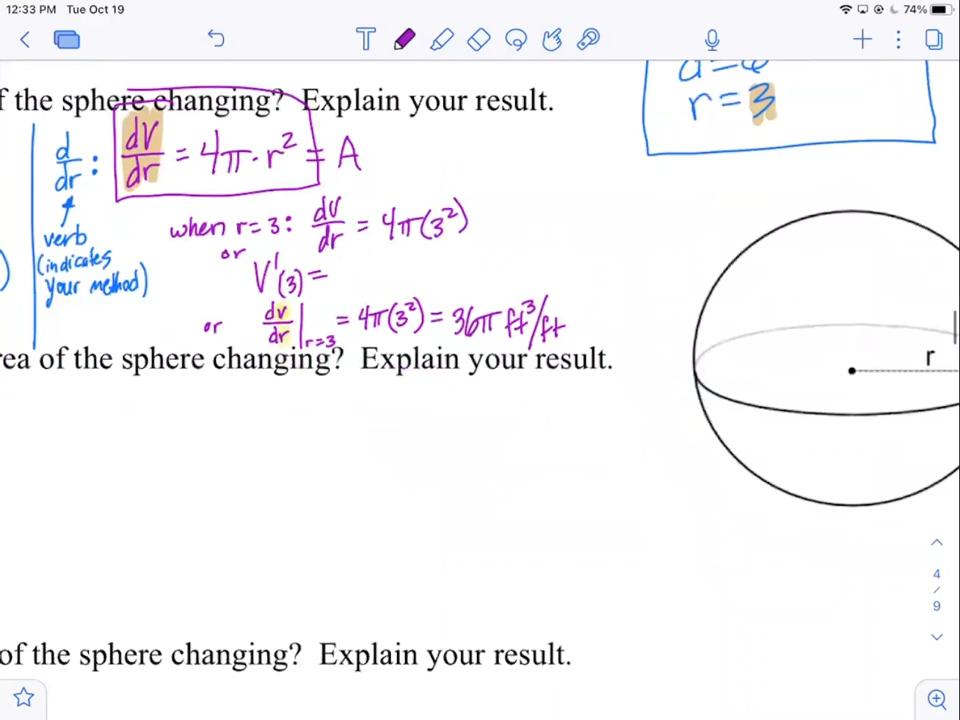 12:33 PM Tue Oct 19
74%
T
d=6
f the sphere changing? Explain your result.
r = 3
d/dr : dV/dr = 4π·r² = A
verb
(indicates
your method)
)
when r=3: dV/dr = 4π(3²)
or
V'(3) =
or dV/dr|r=3 = 4π(3²) = 36π ft³/ft
rea of the sphere changing? Explain your result.
r
4
/
9
of the sphere changing? Explain your result.